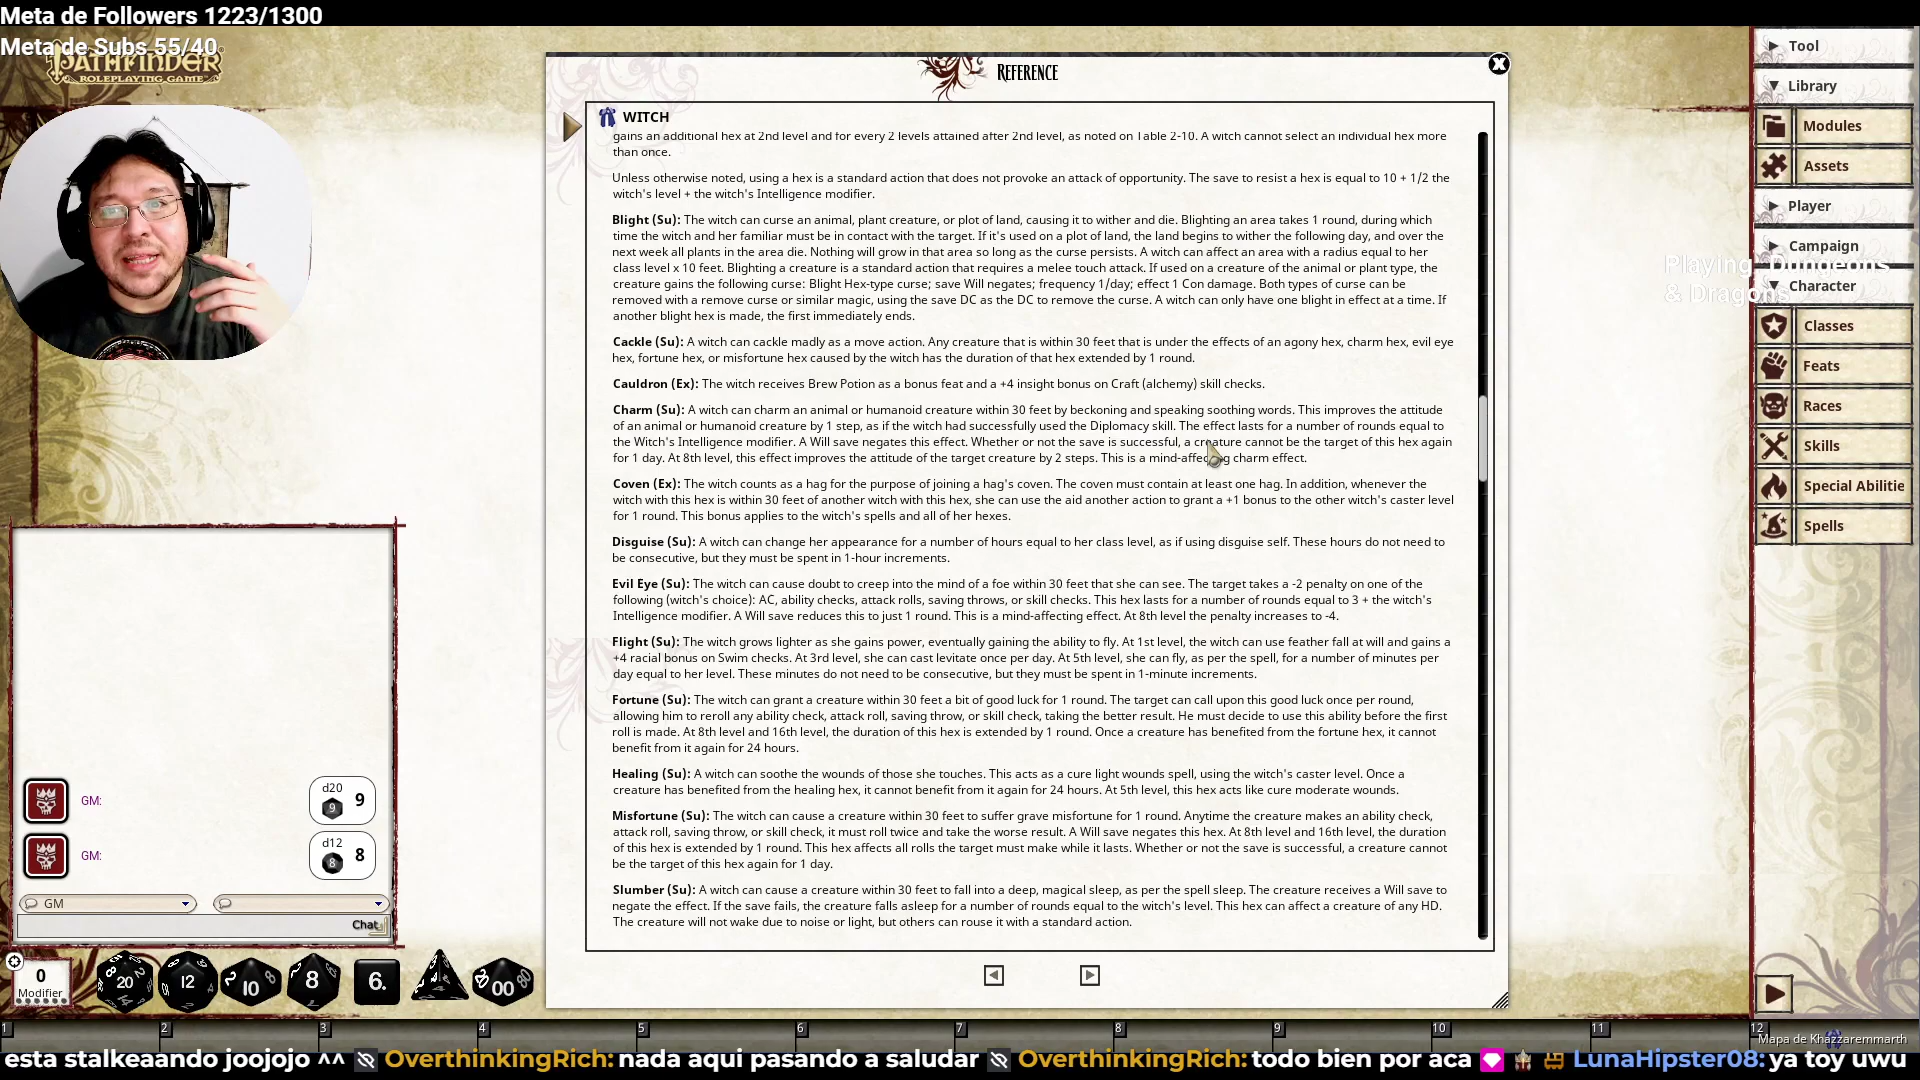 Meta de Followers 1223/1300
Meta de Subs 55/40
PATHFINDER
ROLEPLAYING GAME
REFERENCE
WITCH
gains an additional hex at 2nd level and for every 2 levels attained after 2nd level, as noted on Table 2-10. A witch cannot select an individual hex more
than once.
Unless otherwise noted, using a hex is a standard action that does not provoke an attack of opportunity. The save to resist a hex is equal to 10 + 1/2 the
witch's level + the witch's Intelligence modifier.
Blight (Su): The witch can curse an animal, plant creature, or plot of land, causing it to wither and die. Blighting an area takes 1 round, during which
time the witch and her familiar must be in contact with the target. If it's used on a plot of land, the land begins to wither the following day, and over the
next week all plants in the area die. Nothing will grow in that area so long as the curse persists. A witch can affect an area with a radius equal to her
class level x 10 feet. Blighting a creature is a standard action that requires a melee touch attack. If used on a creature of the animal or plant type, the
creature gains the following curse: Blight Hex-type curse; save Will negates; frequency 1/day; effect 1 Con damage. Both types of curse can be
removed with a remove curse or similar magic, using the save DC as the DC to remove the curse. A witch can only have one blight in effect at a time. If
another blight hex is made, the first immediately ends.
Cackle (Su): A witch can cackle madly as a move action. Any creature that is within 30 feet that is under the effects of an agony hex, charm hex, evil eye
hex, fortune hex, or misfortune hex caused by the witch has the duration of that hex extended by 1 round.
Cauldron (Ex): The witch receives Brew Potion as a bonus feat and a +4 insight bonus on Craft (alchemy) skill checks.
Charm (Su): A witch can charm an animal or humanoid creature within 30 feet by beckoning and speaking soothing words. This improves the attitude
of an animal or humanoid creature by 1 step, as if the witch had successfully used the Diplomacy skill. The effect lasts for a number of rounds equal to
the Witch's Intelligence modifier. A Will save negates this effect. Whether or not the save is successful, a creature cannot be the target of this hex again
for 1 day. At 8th level, this effect improves the attitude of the target creature by 2 steps. This is a mind-affecting charm effect.
Coven (Ex): The witch counts as a hag for the purpose of joining a hag's coven. The coven must contain at least one hag. In addition, whenever the
witch with this hex is within 30 feet of another witch with this hex, she can use the aid another action to grant a +1 bonus to the other witch's caster level
for 1 round. This bonus applies to the witch's spells and all of her hexes.
Disguise (Su): A witch can change her appearance for a number of hours equal to her class level, as if using disguise self. These hours do not need to
be consecutive, but they must be spent in 1-hour increments.
Evil Eye (Su): The witch can cause doubt to creep into the mind of a foe within 30 feet that she can see. The target takes a -2 penalty on one of the
following (witch's choice): AC, ability checks, attack rolls, saving throws, or skill checks. This hex lasts for a number of rounds equal to 3 + the witch's
Intelligence modifier. A Will save reduces this to just 1 round. This is a mind-affecting effect. At 8th level the penalty increases to -4.
Flight (Su): The witch grows lighter as she gains power, eventually gaining the ability to fly. At 1st level, the witch can use feather fall at will and gains a
+4 racial bonus on Swim checks. At 3rd level, she can cast levitate once per day. At 5th level, she can fly, as per the spell, for a number of minutes per
day equal to her level. These minutes do not need to be consecutive, but they must be spent in 1-minute increments.
Fortune (Su): The witch can grant a creature within 30 feet a bit of good luck for 1 round. The target can call upon this good luck once per round,
allowing him to reroll any ability check, attack roll, saving throw, or skill check, taking the better result. He must decide to use this ability before the first
roll is made. At 8th level and 16th level, the duration of this hex is extended by 1 round. Once a creature has benefited from the fortune hex, it cannot
benefit from it again for 24 hours.
Healing (Su): A witch can soothe the wounds of those she touches. This acts as a cure light wounds spell, using the witch's caster level. Once a
creature has benefited from the healing hex, it cannot benefit from it again for 24 hours. At 5th level, this hex acts like cure moderate wounds.
Misfortune (Su): The witch can cause a creature within 30 feet to suffer grave misfortune for 1 round. Anytime the creature makes an ability check,
attack roll, saving throw, or skill check, it must roll twice and take the worse result. A Will save negates this hex. At 8th level and 16th level, the duration
of this hex is extended by 1 round. This hex affects all rolls the target must make while it lasts. Whether or not the save is successful, a creature cannot
be the target of this hex again for 1 day.
Slumber (Su): A witch can cause a creature within 30 feet to fall into a deep, magical sleep, as per the spell sleep. The creature receives a Will save to
negate the effect. If the save fails, the creature falls asleep for a number of rounds equal to the witch's level. This hex can affect a creature of any HD.
The creature will not wake due to noise or light, but others can rouse it with a standard action.
Tool
Library
Modules
Assets
Player
Campaign
Playing: Dungeons
& Dragons
Character
Classes
Feats
Races
Skills
Special Abilitie
Spells
GM:
d20
9
9
GM:
d12
8
8
GM
Chat
0
Modifier
20
12
10
8
6.
00
1 2 3 4 5 6 7 8 9 10 11 12
Mapa de Khazzaremmarth
esta stalkeaando joojojo ^^ OverthinkingRich: nada aqui pasando a saludar OverthinkingRich: todo bien por aca LunaHipster08: ya toy uwu